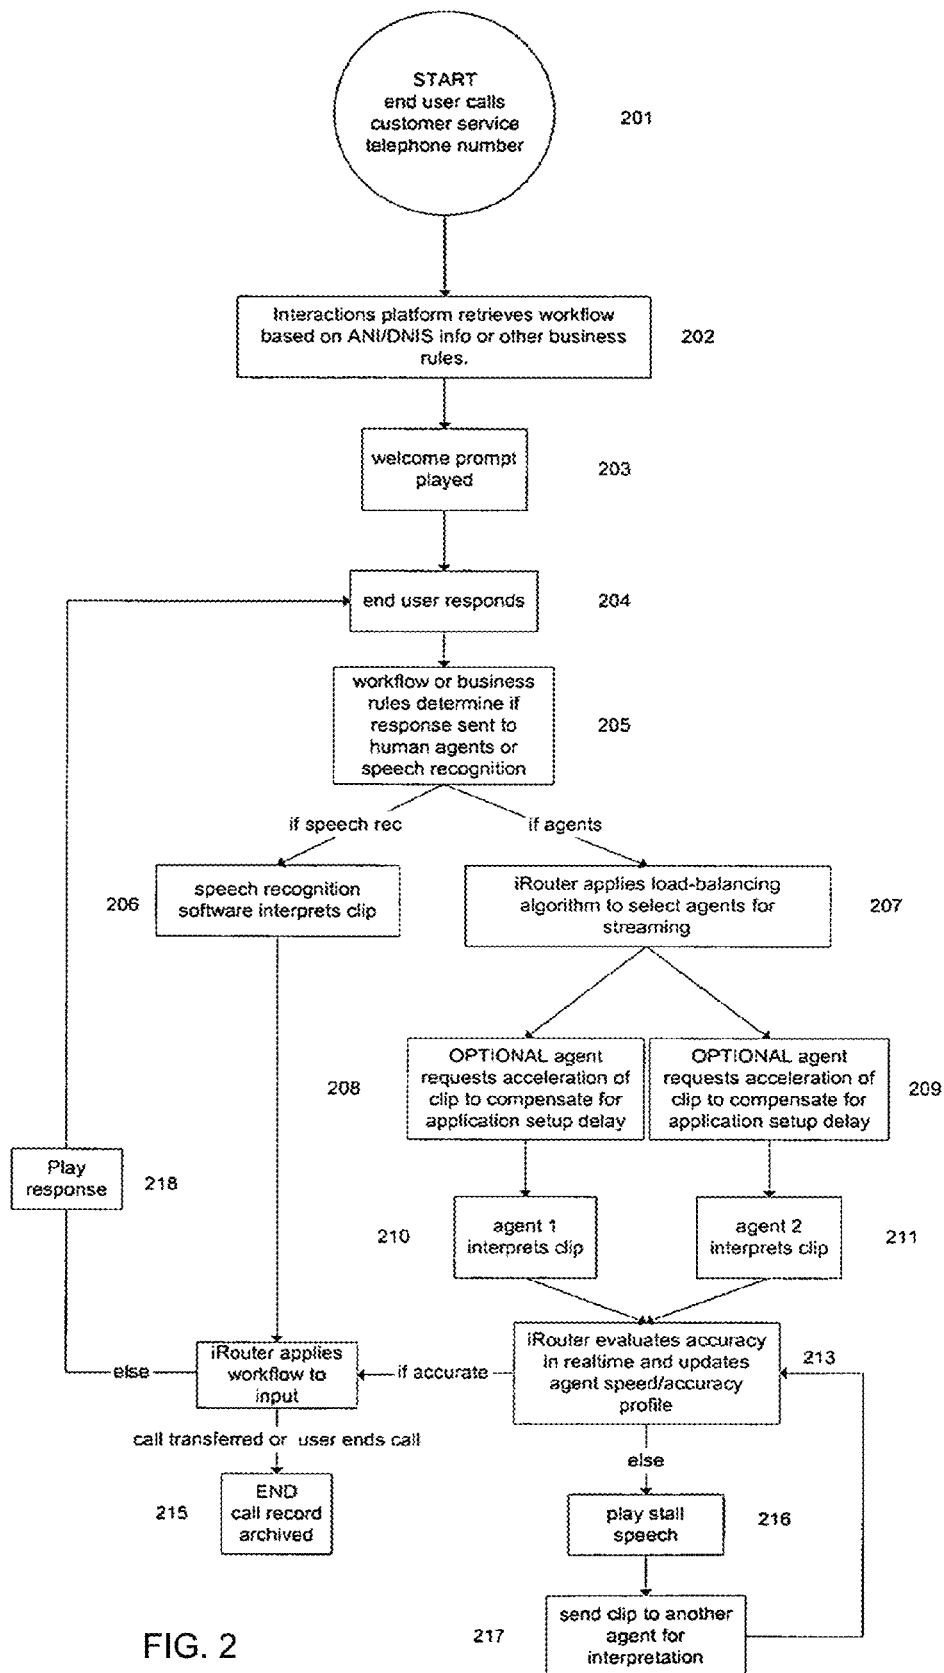 START
end user calls
customer service
telephone number
201
Interactions platform retrieves workflow
based on ANI/DNIS info or other business
rules.
202
welcome prompt
played
203
end user responds
204
workflow or business
rules determine if
response sent to
human agents or
speech recognition
205
if speech rec
if agents
206
speech recognition
software interprets clip
iRouter applies load-balancing
algorithm to select agents for
streaming
207
208
OPTIONAL agent
requests acceleration of
clip to compensate for
application setup delay
OPTIONAL agent
requests acceleration of
clip to compensate for
application setup delay
209
Play
response
218
210
agent 1
interprets clip
agent 2
interprets clip
211
iRouter applies
workflow to
input
else
if accurate
iRouter evaluates accuracy
in realtime and updates
agent speed/accuracy
profile
213
call transferred or user ends call
else
215
END
call record
archived
play stall
speech
216
217
send clip to another
agent for
interpretation
FIG. 2